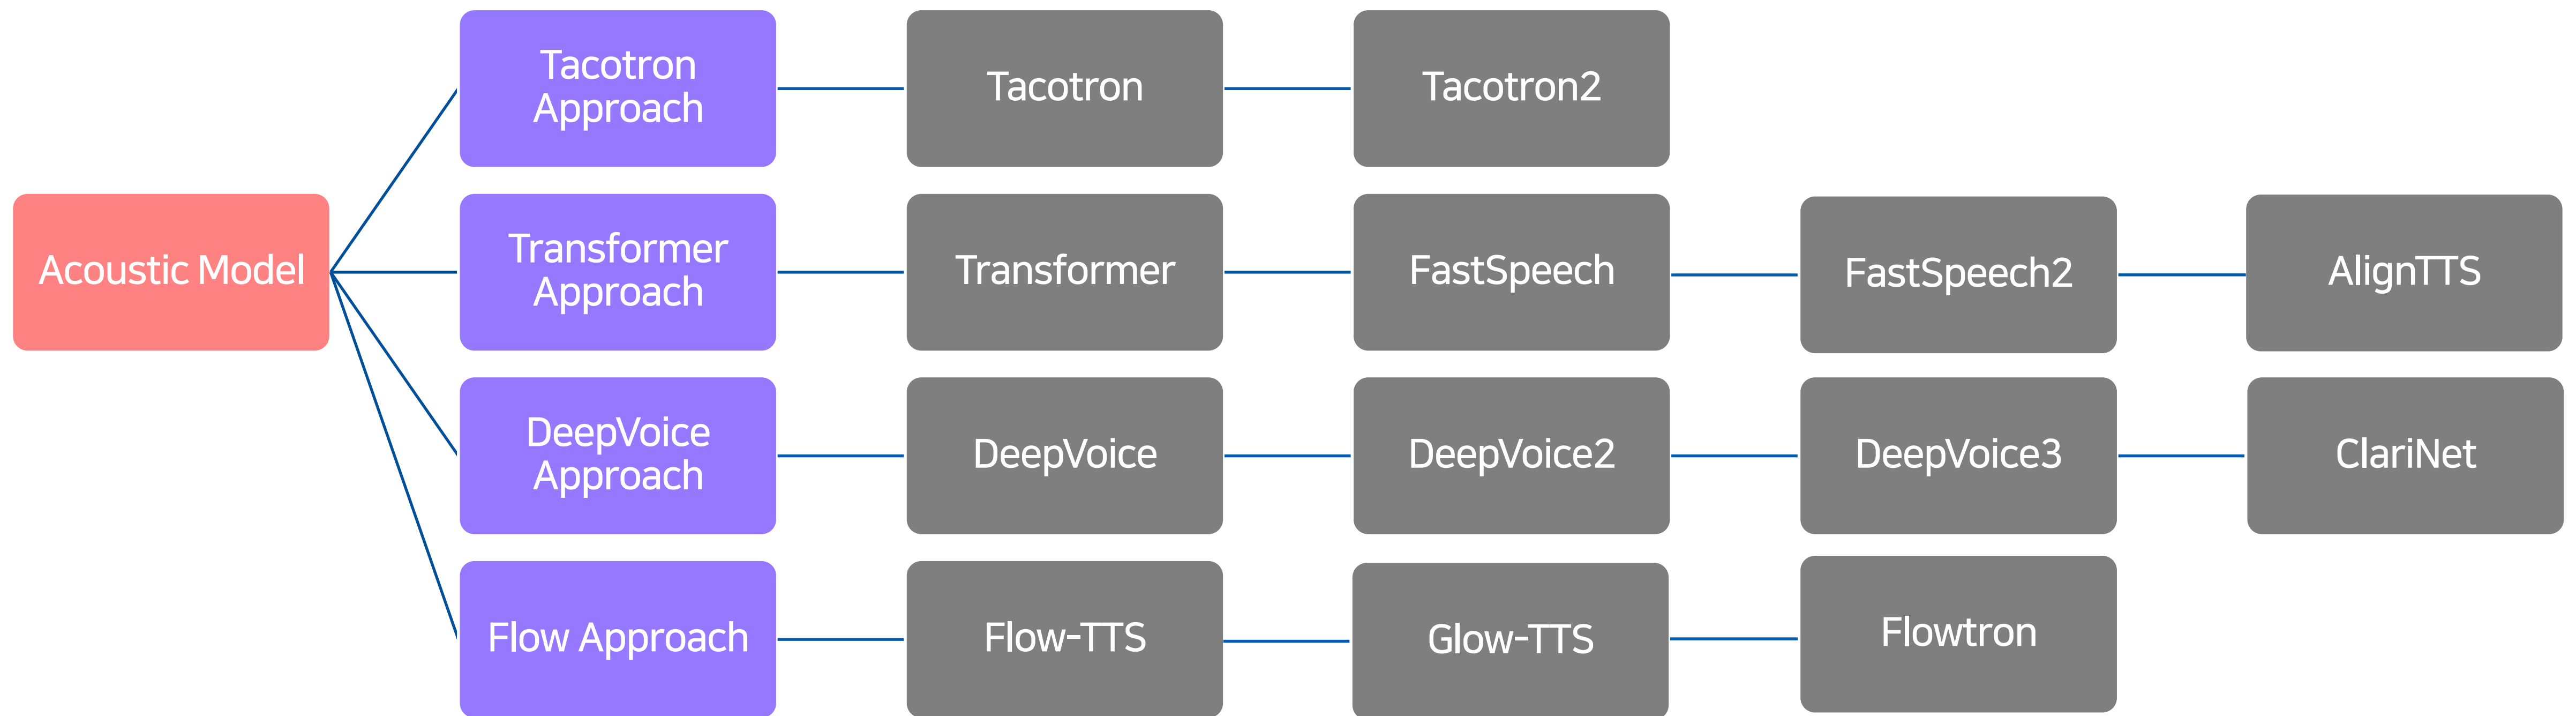 Tacotron
Approach
Tacotron
Tacotron2
Acoustic Model
Transformer
Approach
Transformer
FastSpeech
FastSpeech2
AlignTTS
DeepVoice
Approach
DeepVoice
DeepVoice2
DeepVoice3
ClariNet
Flow Approach
Flow-TTS
Glow-TTS
Flowtron